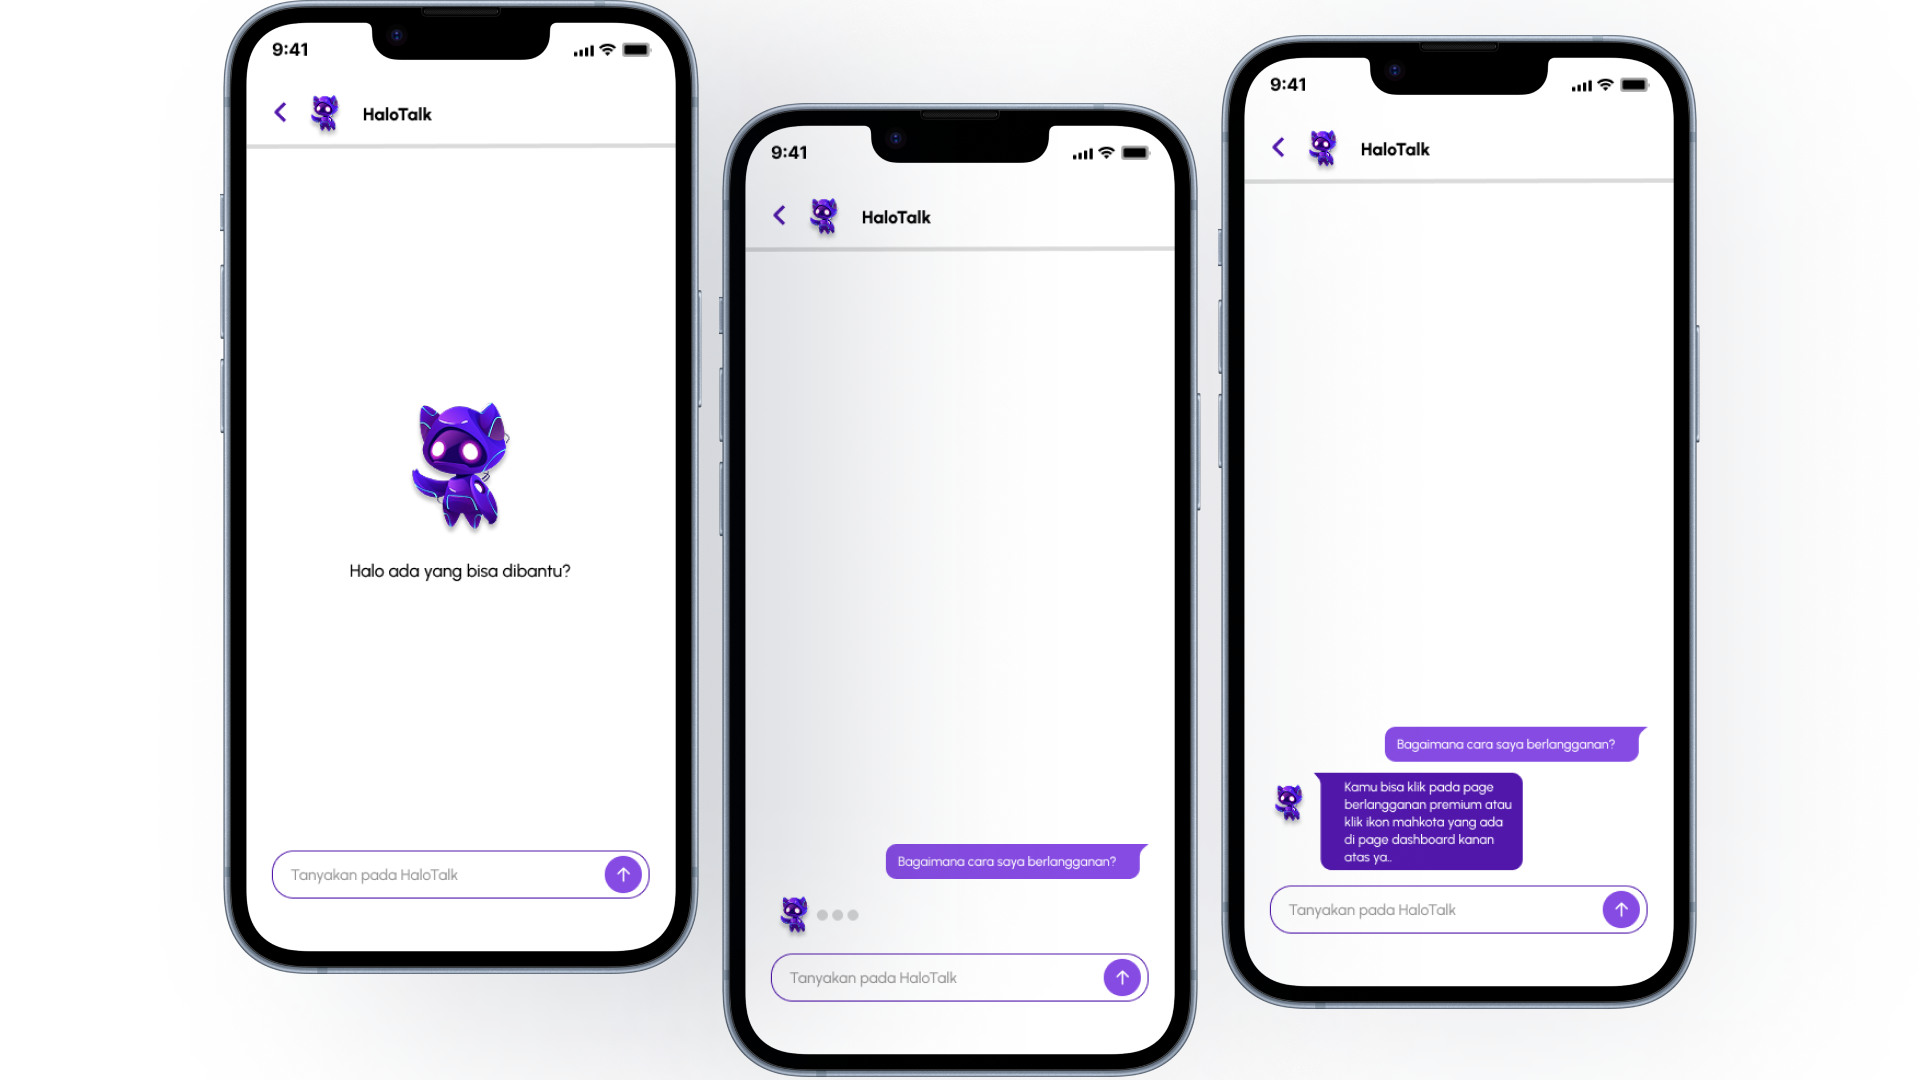 9:41
HaloTalk
Halo ada yang bisa dibantu?
Tanyakan pada HaloTalk
9:41
HaloTalk
Bagaimana cara saya berlangganan?
Tanyakan pada HaloTalk
9:41
HaloTalk
Bagaimana cara saya berlangganan?
Kamu bisa klik pada page
berlangganan premium atau
klik ikon mahkota yang ada
di page dashboard kanan
atas ya..
Tanyakan pada HaloTalk